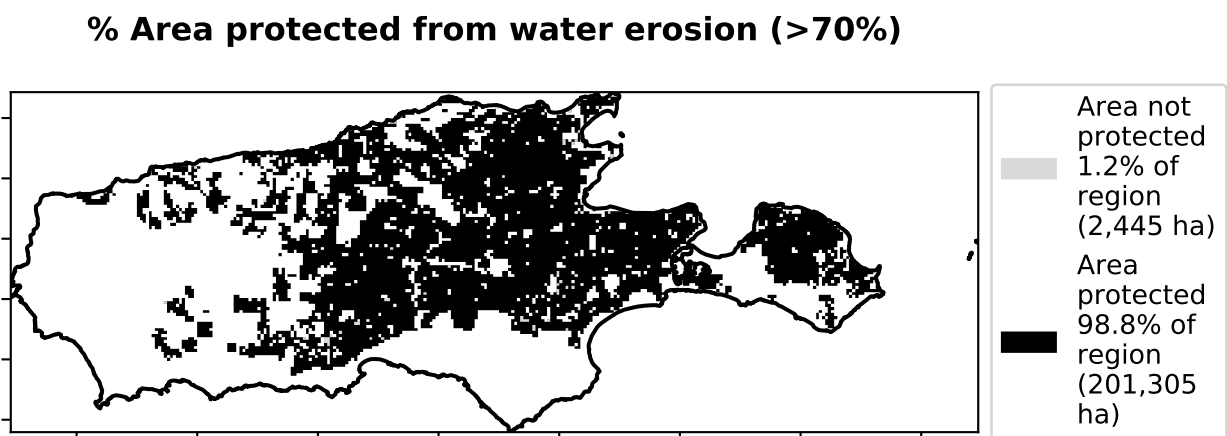 % Area protected from water erosion (>70%)
Area not
protected
1.2% of
region
(2,445 ha)
Area
protected
98.8% of
region
(201,305
ha)